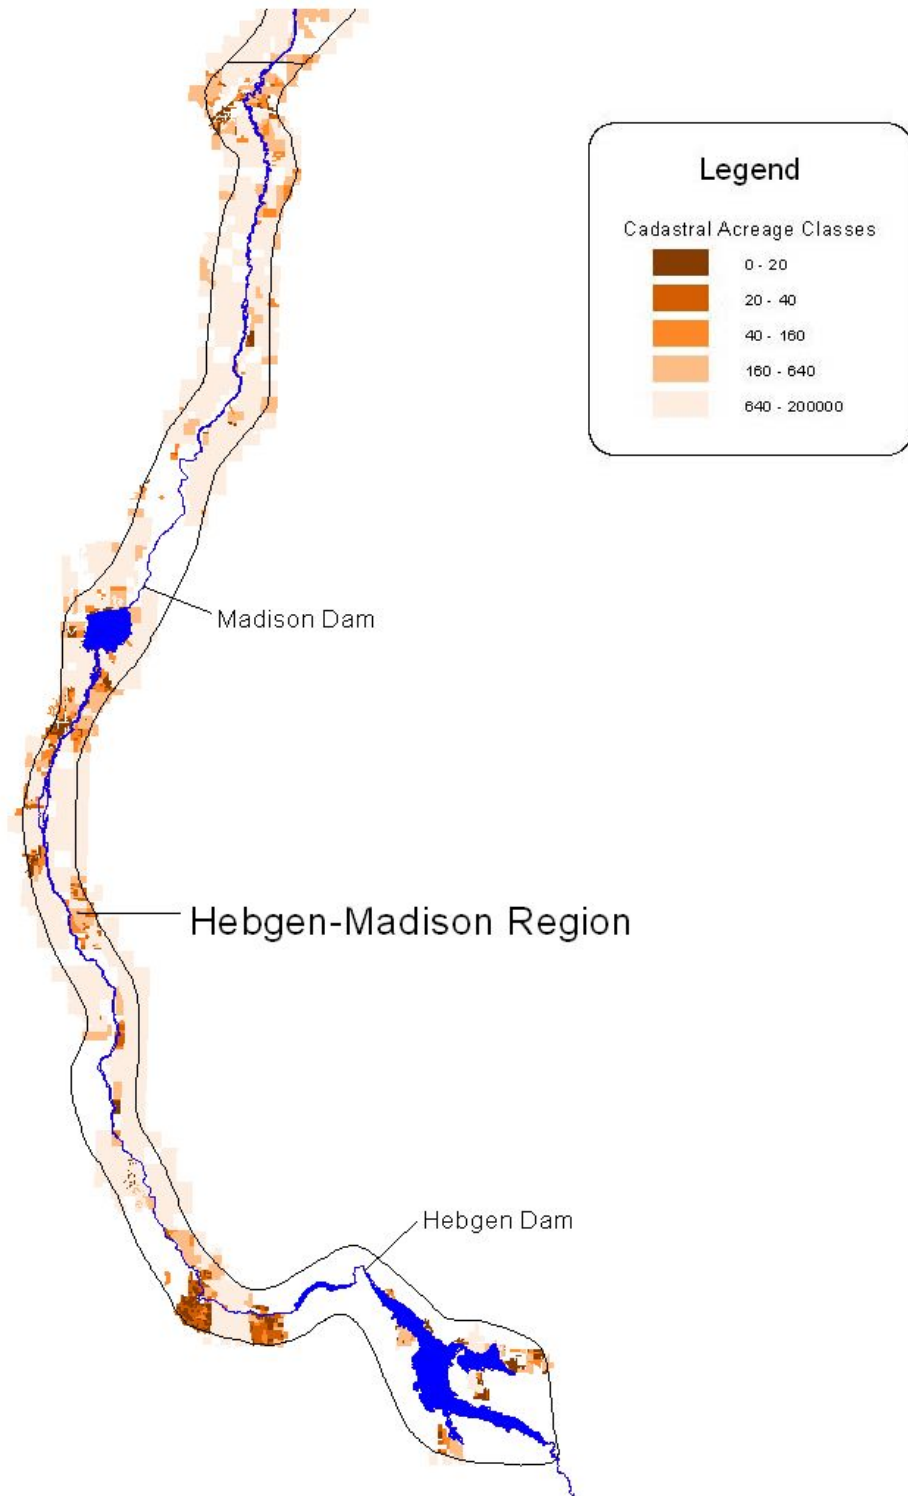 Legend
Cadastral Acreage Classes
0 - 20
20 - 40
40 - 160
160 - 640
640 - 200000
Madison Dam
Hebgen-Madison Region
Hebgen Dam